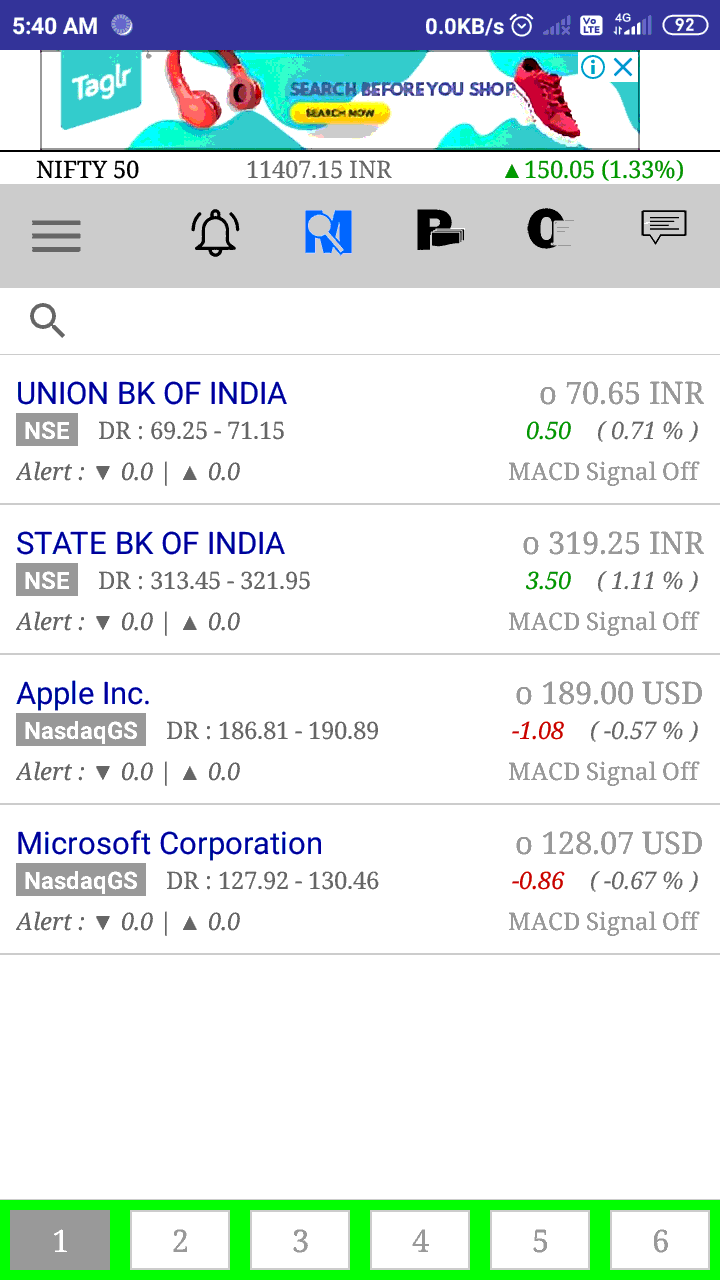 5:40 AM 0.0KB/s Vo LTE 4G 92
Taglr
SEARCH BEFORE YOU SHOP
SEARCH NOW
NIFTY 50 11407.15 INR ▲150.05 (1.33%)
UNION BK OF INDIA o 70.65 INR
NSE DR : 69.25 - 71.15 0.50 ( 0.71 % )
Alert : ▼ 0.0 | ▲ 0.0 MACD Signal Off
STATE BK OF INDIA o 319.25 INR
NSE DR : 313.45 - 321.95 3.50 ( 1.11 % )
Alert : ▼ 0.0 | ▲ 0.0 MACD Signal Off
Apple Inc. o 189.00 USD
NasdaqGS DR : 186.81 - 190.89 -1.08 ( -0.57 % )
Alert : ▼ 0.0 | ▲ 0.0 MACD Signal Off
Microsoft Corporation o 128.07 USD
NasdaqGS DR : 127.92 - 130.46 -0.86 ( -0.67 % )
Alert : ▼ 0.0 | ▲ 0.0 MACD Signal Off
1 2 3 4 5 6